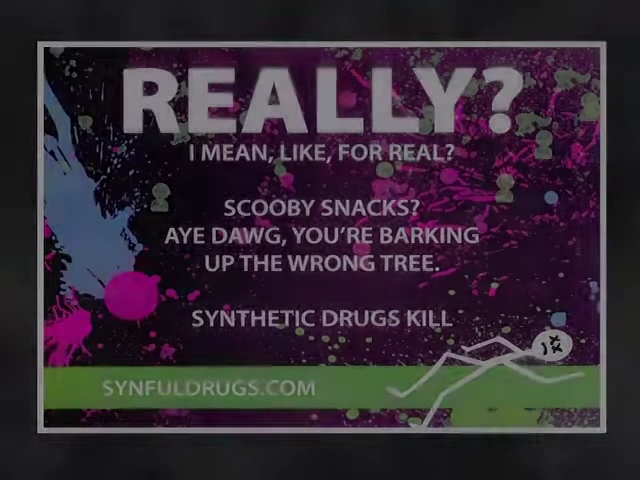 REALLY?
I MEAN, LIKE, FOR REAL?
SCOOBY SNACKS?
AYE DAWG, YOU'RE BARKING
UP THE WRONG TREE.
SYNTHETIC DRUGS KILL
SYNFULDRUGS.COM